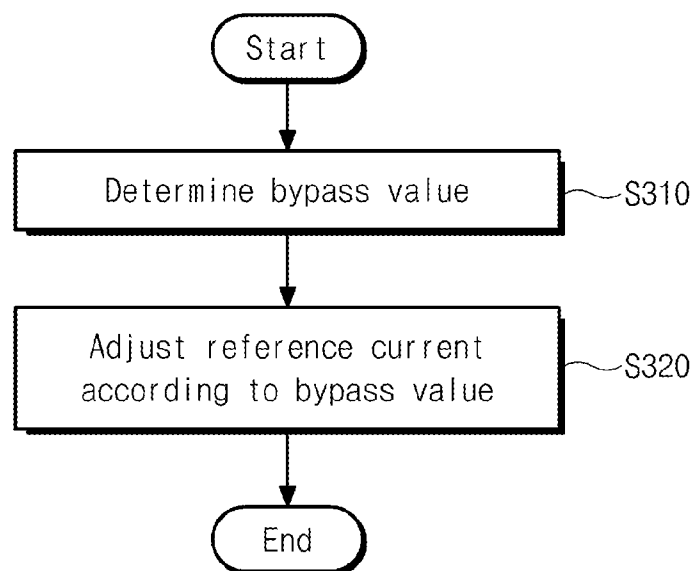 Start
Determine bypass value
S310
Adjust reference current
according to bypass value
S320
End